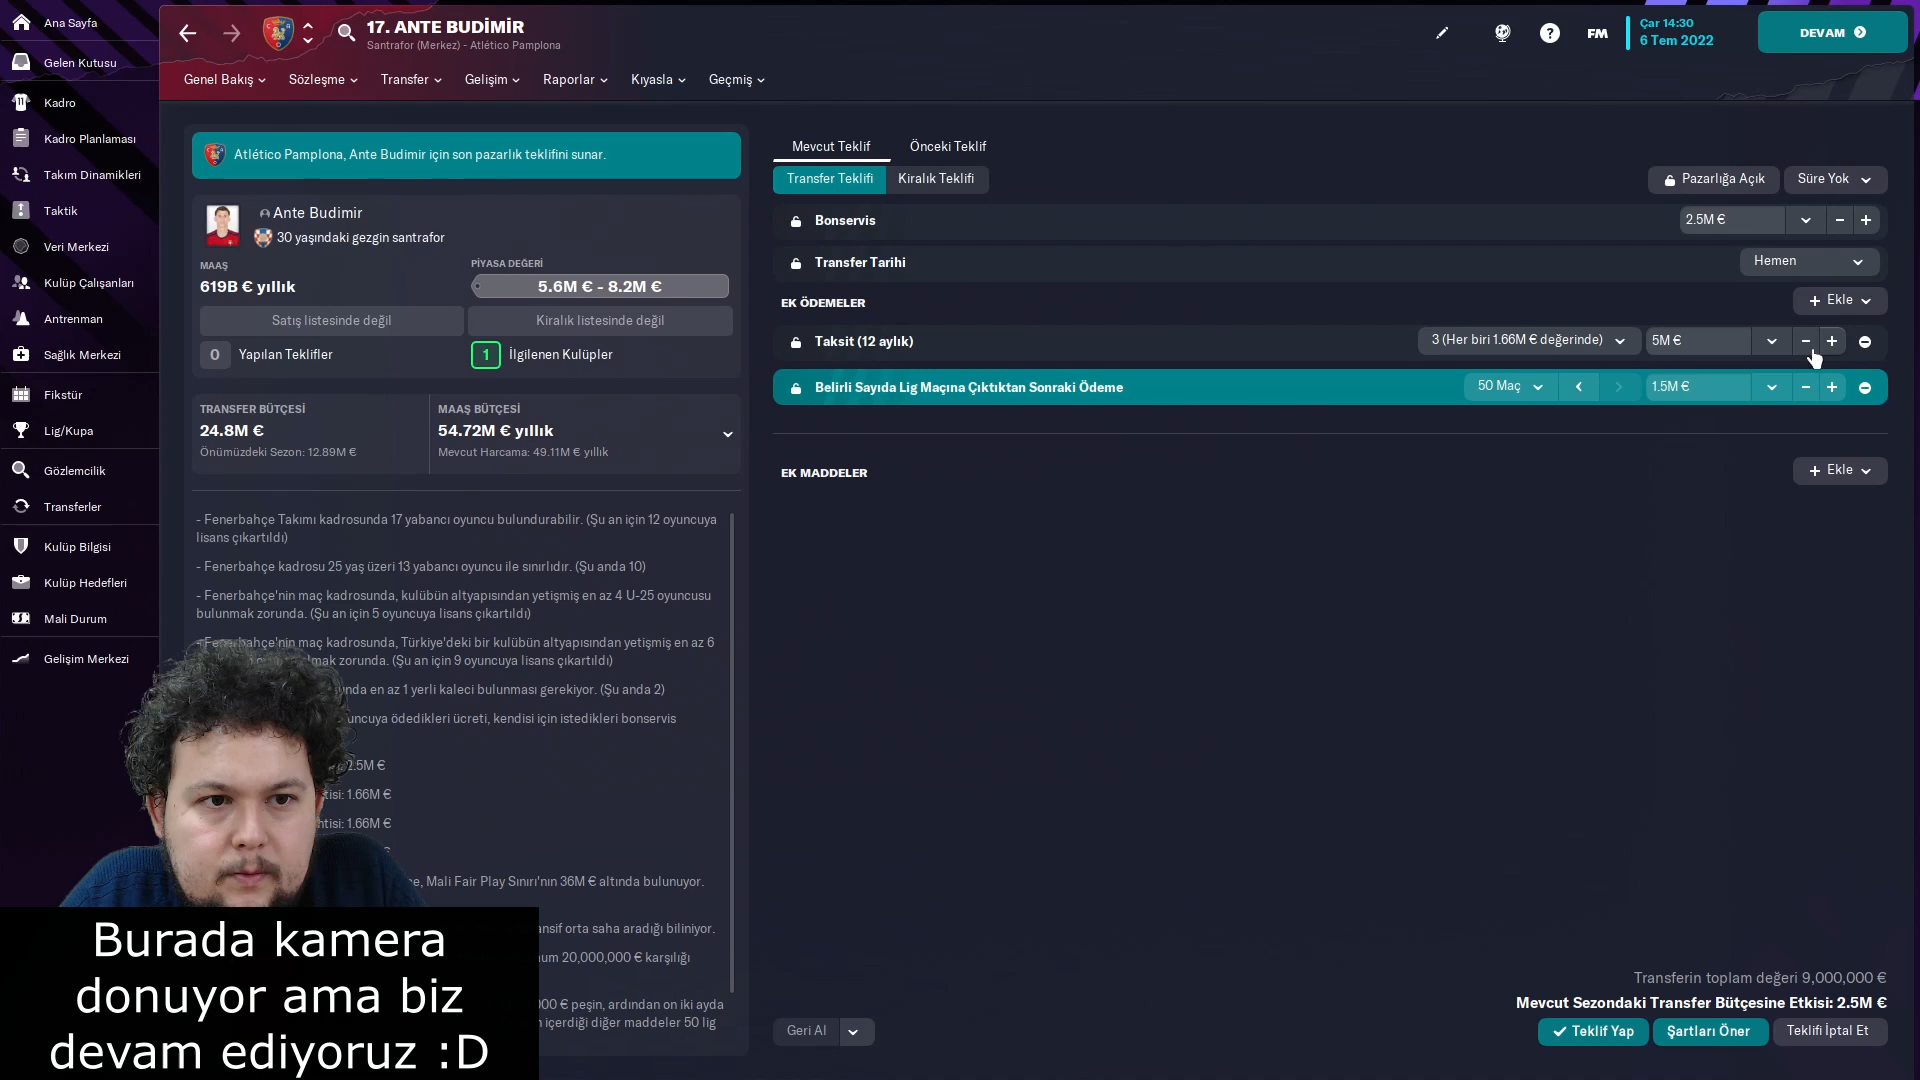 Ana Sayfa
Gelen Kutusu
Kadro
Kadro Planlaması
Takım Dinamikleri
Taktik
Veri Merkezi
Kulüp Çalışanları
Antrenman
Sağlık Merkezi
Fikstür
Lig/Kupa
Gözlemcilik
Transferler
Kulüp Bilgisi
Kulüp Hedefleri
Mali Durum
Gelişim Merkezi
17. ANTE BUDİMİR
Santrafor (Merkez) - Atlético Pamplona
FM
Çar 14:30
6 Tem 2022
DEVAM
Genel Bakış
Sözleşme
Transfer
Gelişim
Raporlar
Kıyasla
Geçmiş
Atlético Pamplona, Ante Budimir için son pazarlık teklifini sunar.
Ante Budimir
30 yaşındaki gezgin santrafor
MAAŞ
619B € yıllık
PİYASA DEĞERİ
5.6M € - 8.2M €
Satış listesinde değil
Kiralık listesinde değil
0 Yapılan Teklifler
1 İlgilenen Kulüpler
TRANSFER BÜTÇESİ
24.8M €
Önümüzdeki Sezon: 12.89M €
MAAŞ BÜTÇESİ
54.72M € yıllık
Mevcut Harcama: 49.11M € yıllık
- Fenerbahçe Takımı kadrosunda 17 yabancı oyuncu bulundurabilir. (Şu an için 12 oyuncuya
lisans çıkartıldı)
- Fenerbahçe kadrosu 25 yaş üzeri 13 yabancı oyuncu ile sınırlıdır. (Şu anda 10)
- Fenerbahçe'nin maç kadrosunda, kulübün altyapısından yetişmiş en az 4 U-25 oyuncusu
bulunmak zorunda. (Şu an için 5 oyuncuya lisans çıkartıldı)
- Fenerbahçe'nin maç kadrosunda, Türkiye'deki bir kulübün altyapısından yetişmiş en az 6
zorunda. (Şu an için 9 oyuncuya lisans çıkartıldı)
en az 1 yerli kaleci bulunması gerekiyor. (Şu anda 2)
ödedikleri ücreti, kendisi için istedikleri bonservis
2.5M €
1.66M €
1.66M €
Mali Fair Play Sınırı'nın 36M € altında bulunuyor.
orta saha aradığı biliniyor.
20,000,000 € karşılığı
€ peşin, ardından on iki ayda
içerdiği diğer maddeler 50 lig
Mevcut Teklif
Önceki Teklif
Transfer Teklifi
Kiralık Teklifi
Pazarlığa Açık
Süre Yok
Bonservis
2.5M €
Transfer Tarihi
Hemen
EK ÖDEMELER
+ Ekle
Taksit (12 aylık)
3 (Her biri 1.66M € değerinde)
5M €
Belirli Sayıda Lig Maçına Çıktıktan Sonraki Ödeme
50 Maç
1.5M €
EK MADDELER
+ Ekle
Transferin toplam değeri 9,000,000 €
Mevcut Sezondaki Transfer Bütçesine Etkisi: 2.5M €
Geri Al
Teklif Yap
Şartları Öner
Teklifi İptal Et
Burada kamera
donuyor ama biz
devam ediyoruz :D